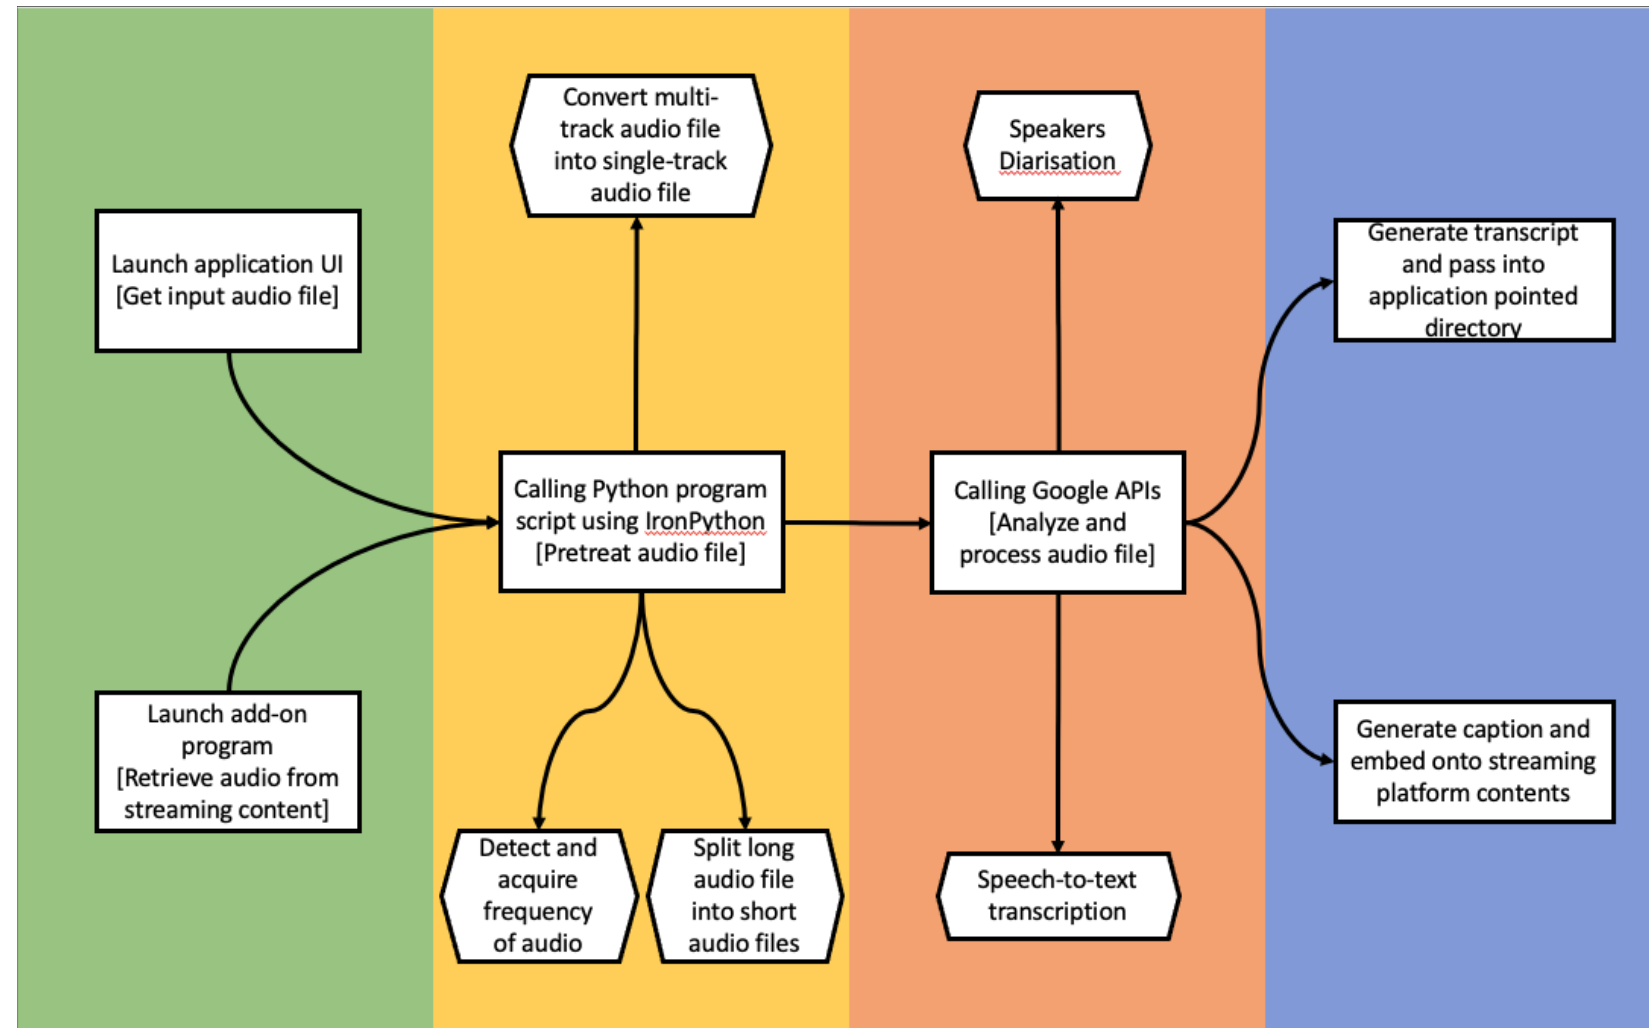 Launch application UI
[Get input audio file]
Launch add-on
program
[Retrieve audio from
streaming content]
Convert multi-
track audio file
into single-track
audio file
Calling Python program
script using IronPython
[Pretreat audio file]
Detect and
acquire
frequency
of audio
Split long
audio file
into short
audio files
Speakers
Diarisation
Calling Google APIs
[Analyze and
process audio file]
Speech-to-text
transcription
Generate transcript
and pass into
application pointed
directory
Generate caption and
embed onto streaming
platform contents